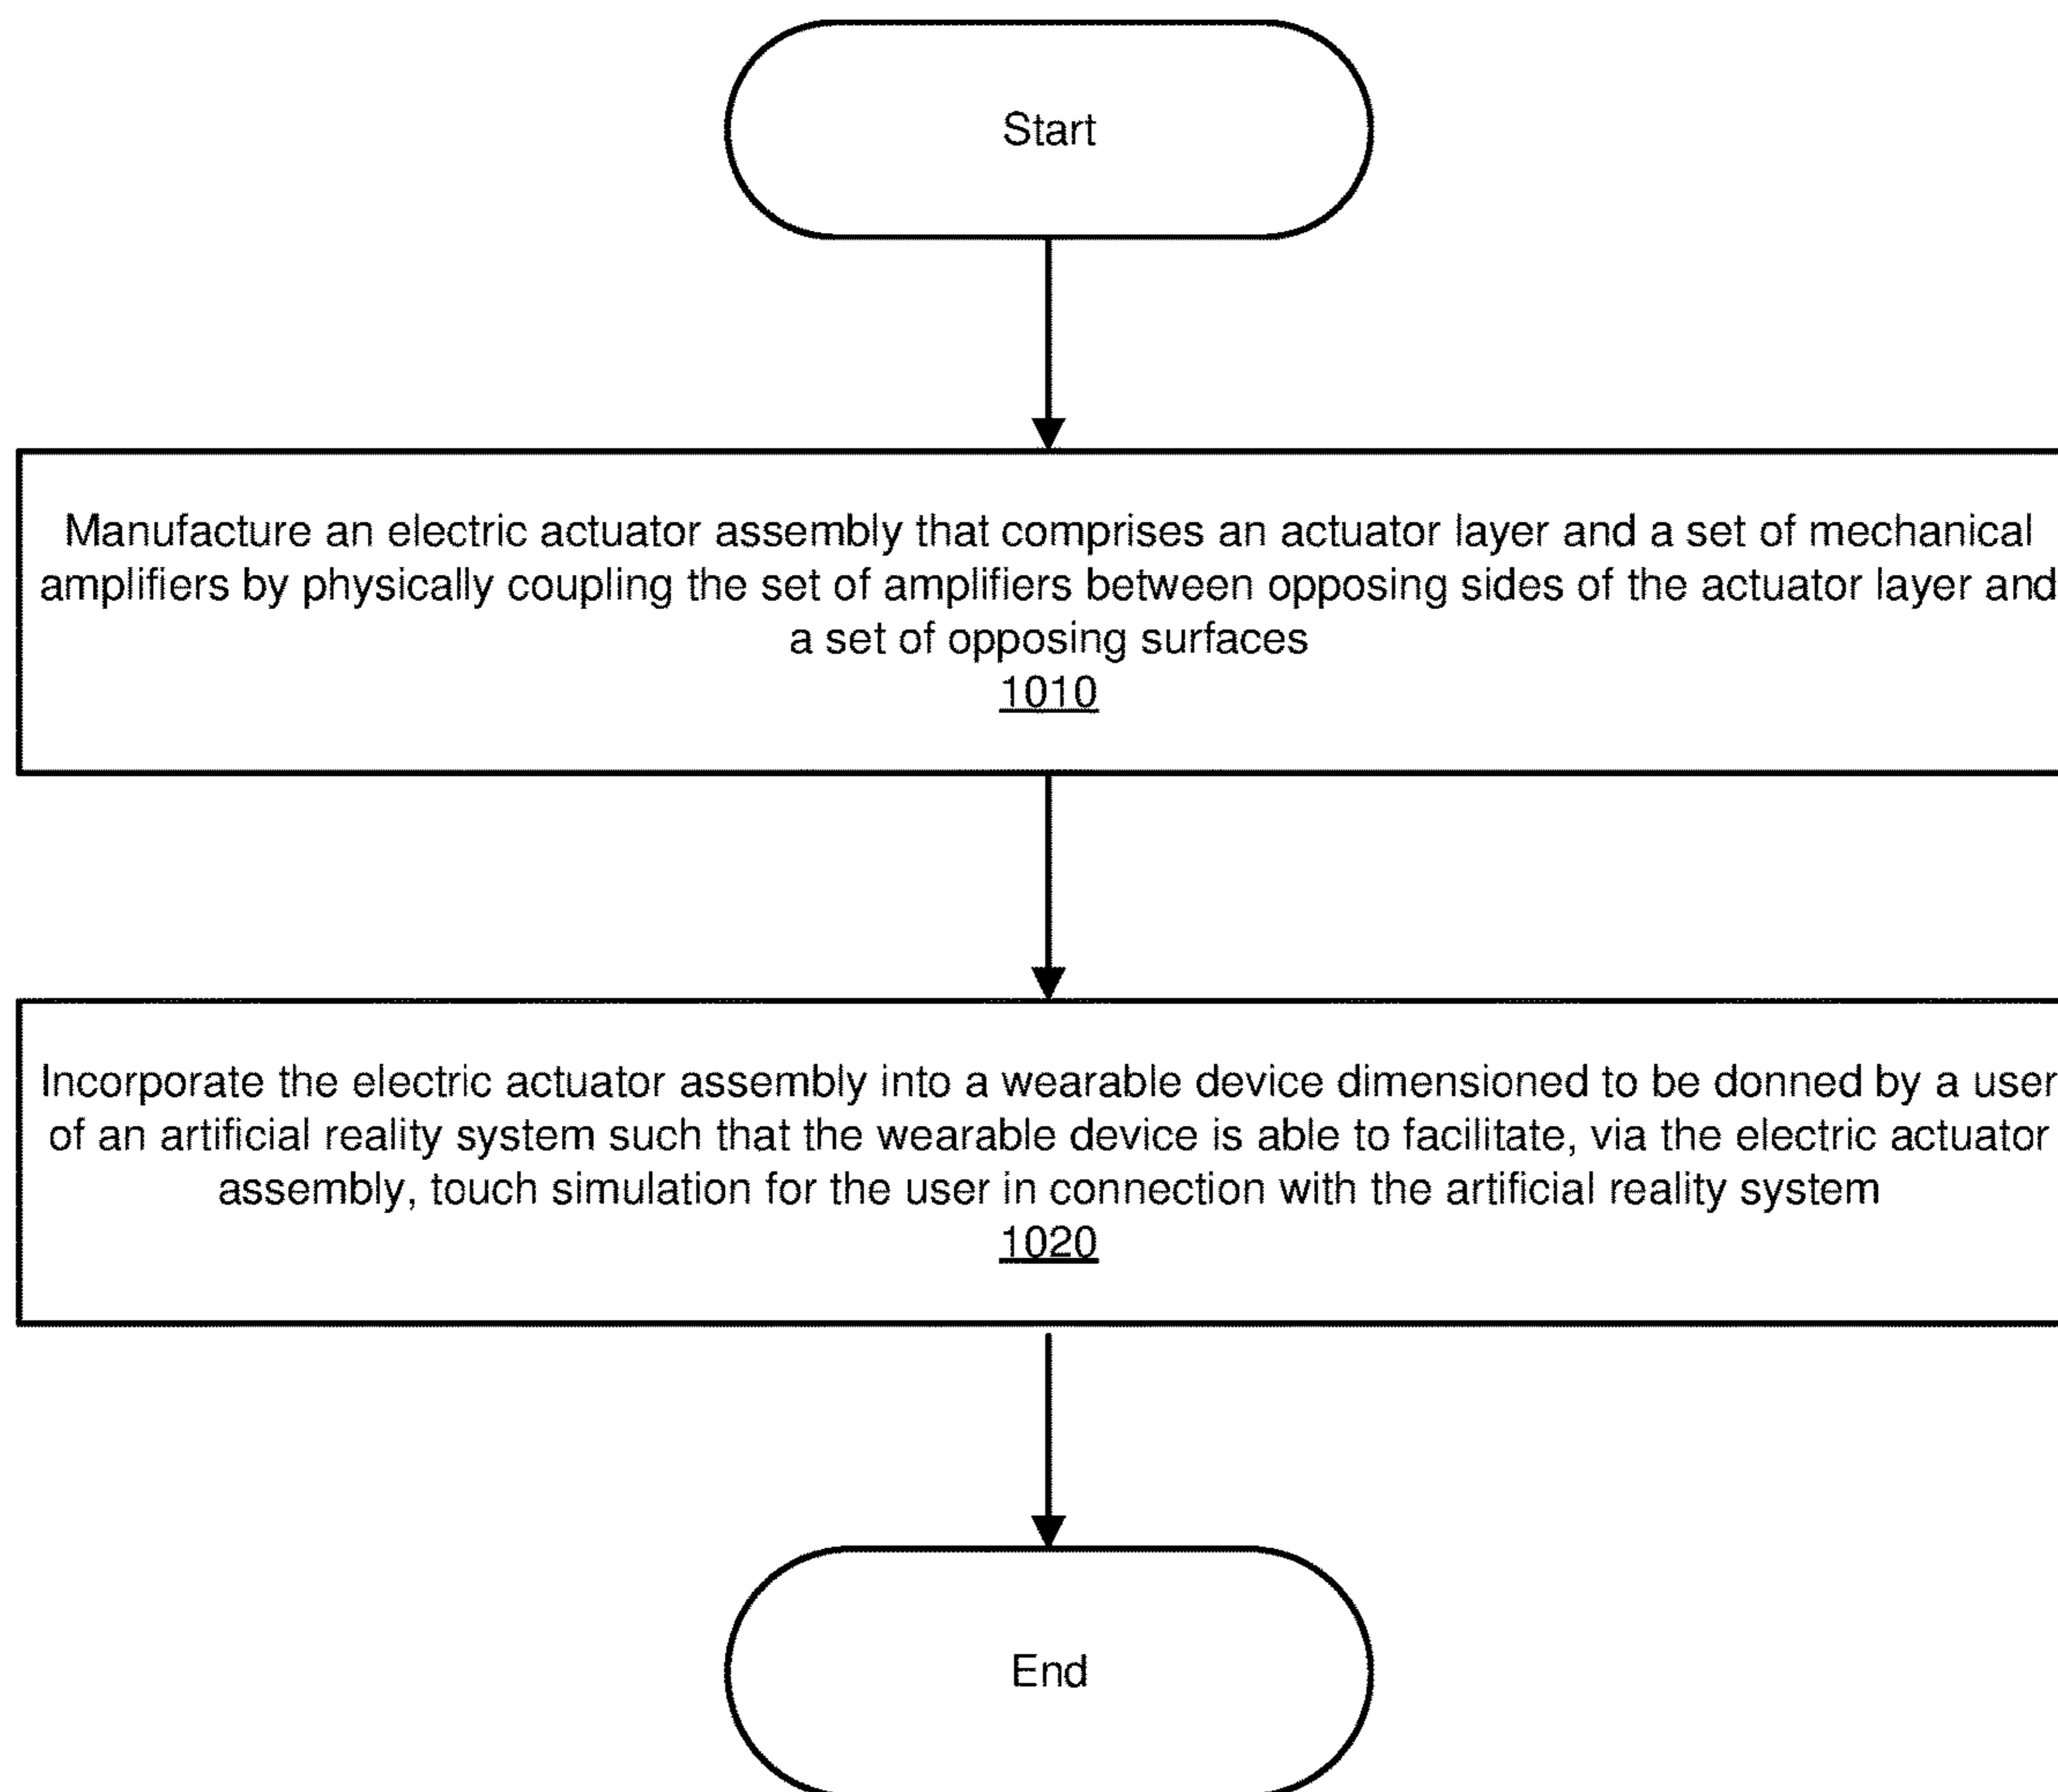 Start
Manufacture an electric actuator assembly that comprises an actuator layer and a set of mechanical
amplifiers by physically coupling the set of amplifiers between opposing sides of the actuator layer and
a set of opposing surfaces
1010
Incorporate the electric actuator assembly into a wearable device dimensioned to be donned by a user
of an artificial reality system such that the wearable device is able to facilitate, via the electric actuator
assembly, touch simulation for the user in connection with the artificial reality system
1020
End